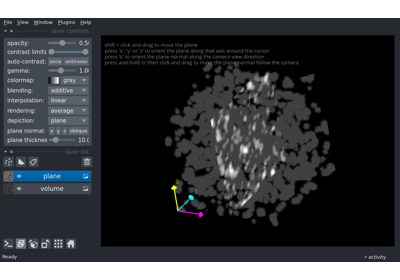 File View Window Plugins Help
layer controls
opacity: 0.5
contrast limits
auto-contrast: once continuous
gamma: 1.0
colormap: gray
blending: additive
interpolation: linear
rendering: average
depiction: plane
plane normal: x y z oblique
plane thickness 10.0
layer list
plane
volume
shift + click and drag to move the plane
press 'x', 'y' or 'z' to orient the plane along that axis around the cursor
press 'o' to orient the plane normal along the camera view direction
press and hold 'o' then click and drag to make the plane normal follow the camera
Ready
activity